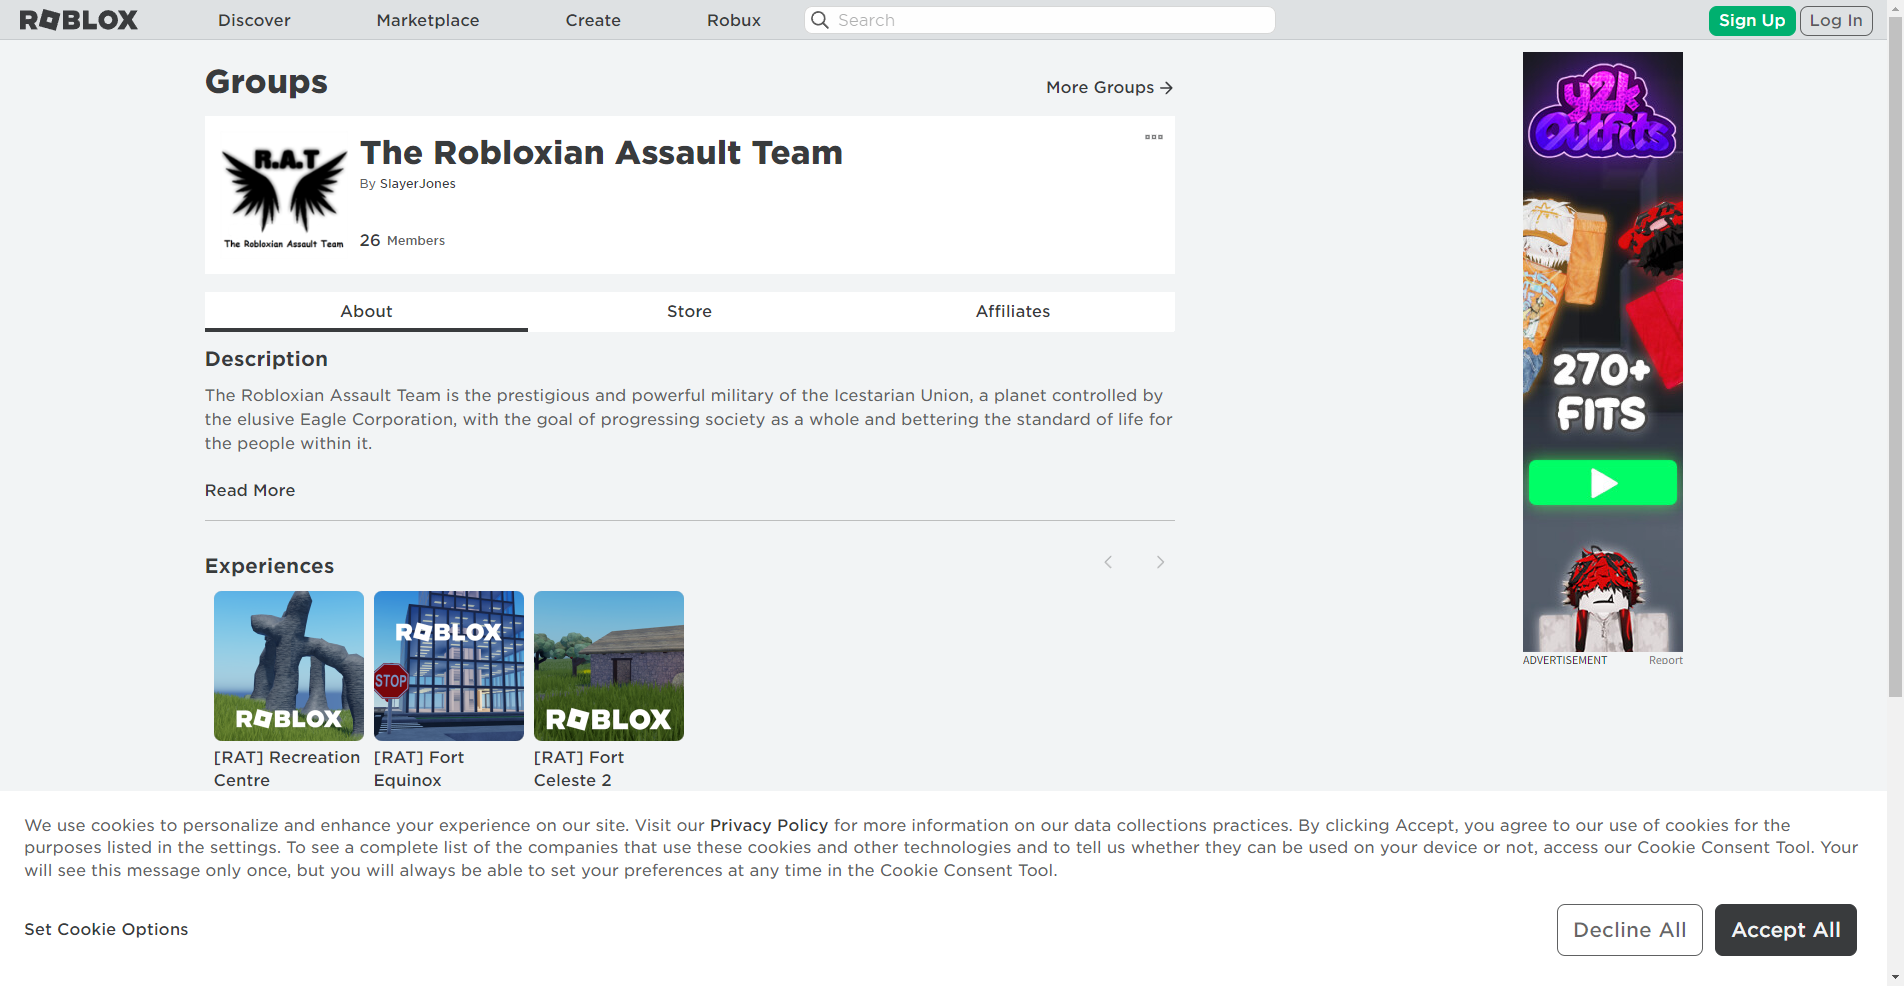 ROBLOX
Discover
Marketplace
Create
Robux
Search
Sign Up
Log In
Groups
More Groups
R.A.T
The Robloxian Assault Team
The Robloxian Assault Team
By SlayerJones
26 Members
About
Store
Affiliates
Description
The Robloxian Assault Team is the prestigious and powerful military of the Icestarian Union, a planet controlled by
the elusive Eagle Corporation, with the goal of progressing society as a whole and bettering the standard of life for
the people within it.
Read More
Experiences
ROBLOX
ROBLOX
STOP
ROBLOX
[RAT] Recreation
Centre
[RAT] Fort
Equinox
[RAT] Fort
Celeste 2
y2k
Outfits
270+
FITS
ADVERTISEMENT
Report
We use cookies to personalize and enhance your experience on our site. Visit our Privacy Policy for more information on our data collections practices. By clicking Accept, you agree to our use of cookies for the
purposes listed in the settings. To see a complete list of the companies that use these cookies and other technologies and to tell us whether they can be used on your device or not, access our Cookie Consent Tool. Your
will see this message only once, but you will always be able to set your preferences at any time in the Cookie Consent Tool.
Set Cookie Options
Decline All
Accept All